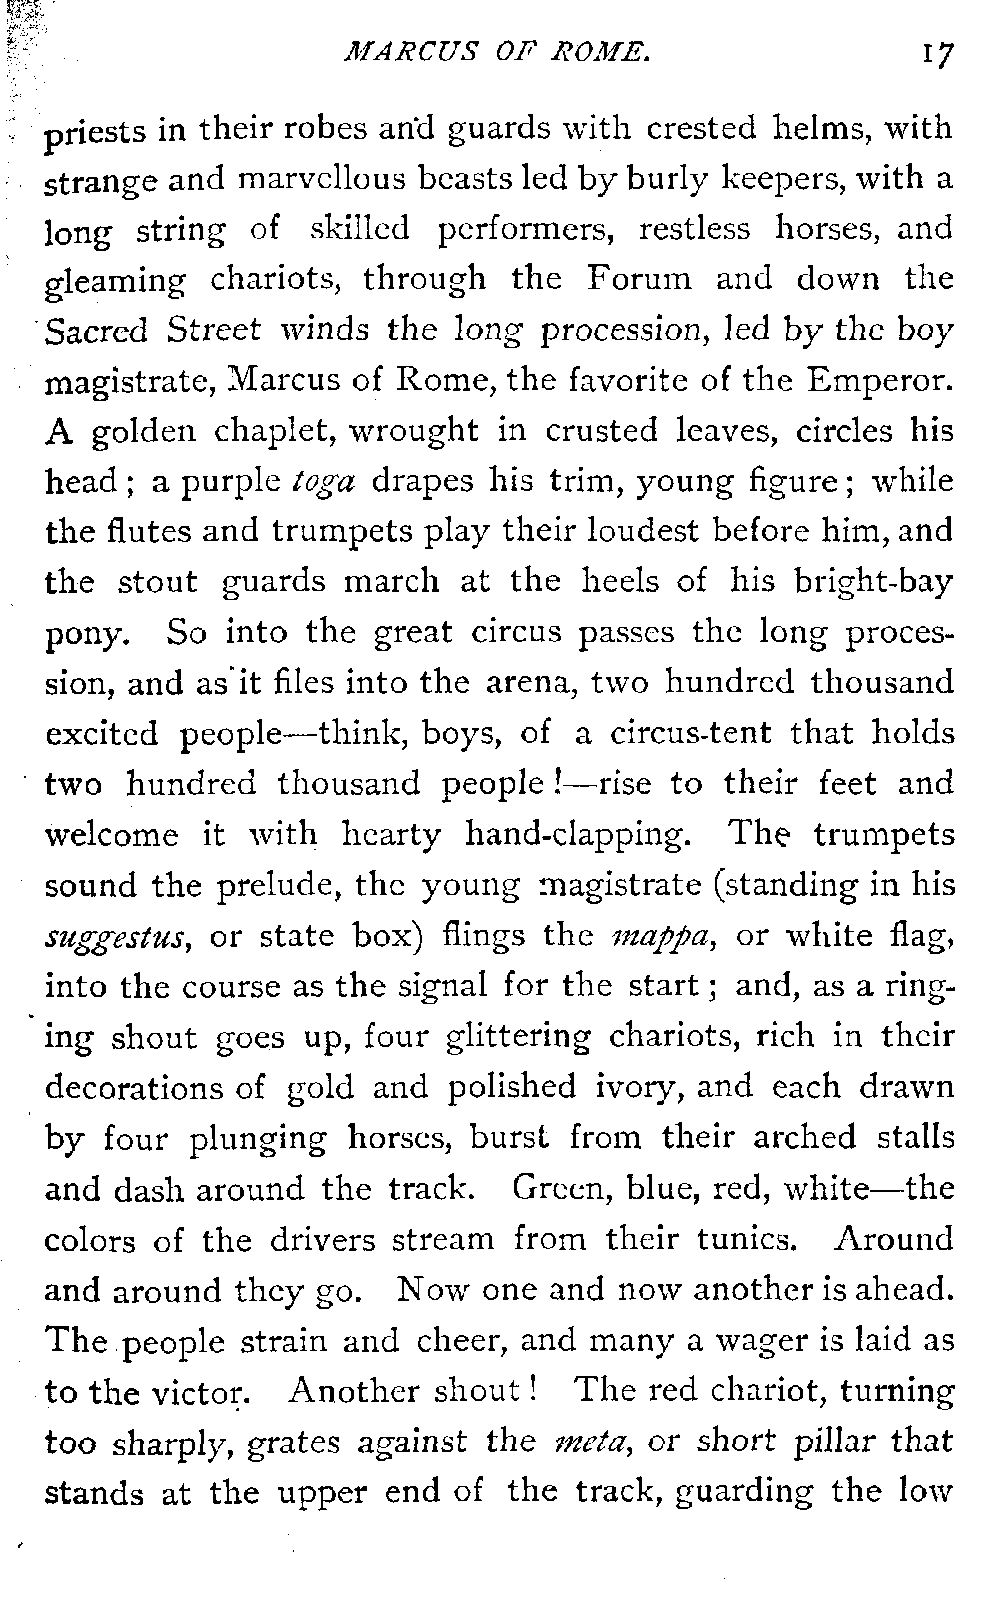 MARCUS OF ROME. 17
priests in their robes and guards with crested helms, with
strange and marvellous beasts led by burly keepers, with a
long string of skilled performers, restless horses, and
gleaming chariots, through the Forum and down the
Sacred Street winds the long procession, led by the boy
magistrate, Marcus of Rome, the favorite of the Emperor.
A golden chaplet, wrought in crusted leaves, circles his
head ; a purple toga drapes his trim, young figure ; while
the flutes and trumpets play their loudest before him, and
the stout guards march at the heels of his bright-bay
pony. So into the great circus passes the long proces-
sion, and as it files into the arena, two hundred thousand
excited people—think, boys, of a circus-tent that holds
two hundred thousand people !—rise to their feet and
welcome it with hearty hand-clapping. The trumpets
sound the prelude, the young magistrate (standing in his
suggestus, or state box) flings the mappa, or white flag,
into the course as the signal for the start ; and, as a ring-
ing shout goes up, four glittering chariots, rich in their
decorations of gold and polished ivory, and each drawn
by four plunging horses, burst from their arched stalls
and dash around the track. Green, blue, red, white—the
colors of the drivers stream from their tunics. Around
and around they go. Now one and now another is ahead.
The people strain and cheer, and many a wager is laid as
to the victor. Another shout ! The red chariot, turning
too sharply, grates against the meta, or short pillar that
stands at the upper end of the track, guarding the low